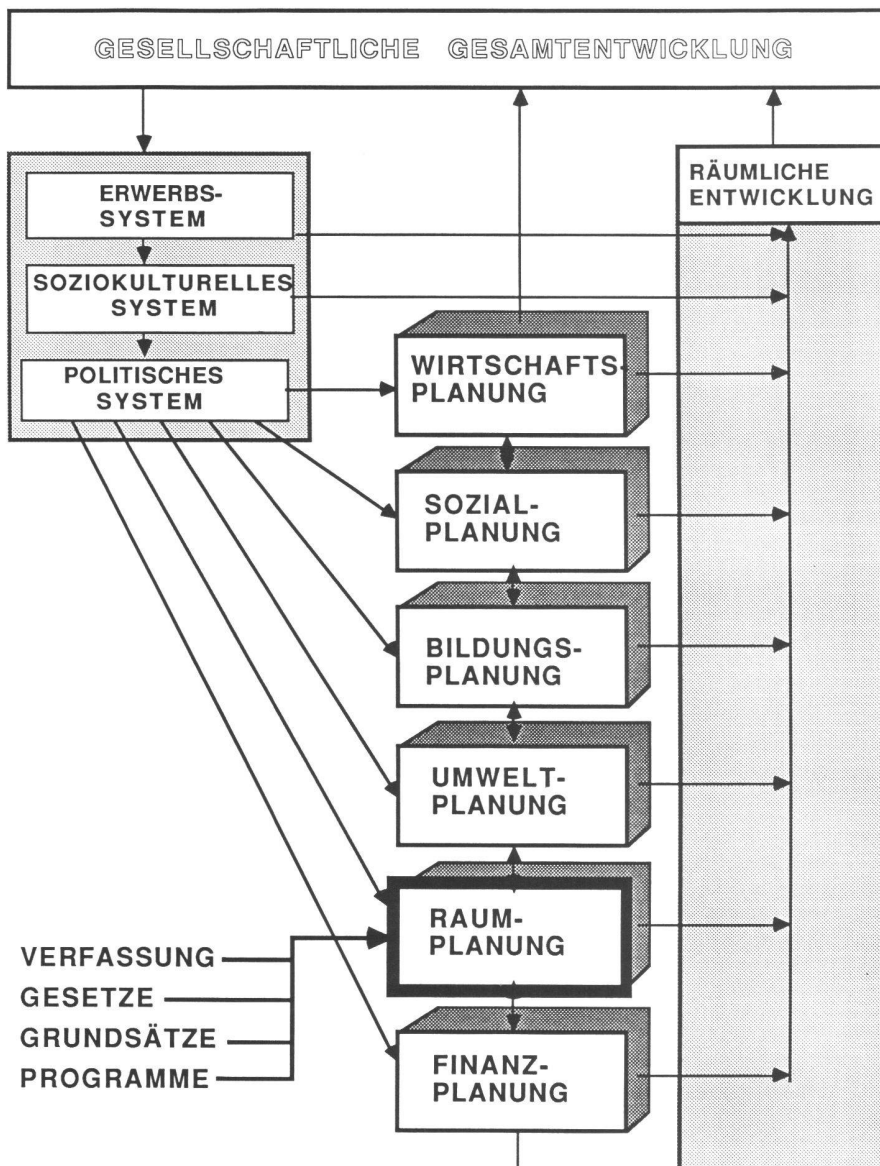 GESELLSCHAFTLICHE GESAMTENTWICKLUNG
ERWERBS-
SYSTEM
SOZIOKULTURELLES
SYSTEM
POLITISCHES
SYSTEM
RÄUMLICHE
ENTWICKLUNG
WIRTSCHAFTS-
PLANUNG
SOZIAL-
PLANUNG
BILDUNGS-
PLANUNG
UMWELT-
PLANUNG
RAUM-
PLANUNG
FINANZ-
PLANUNG
VERFASSUNG
GESETZE
GRUNDSÄTZE
PROGRAMME